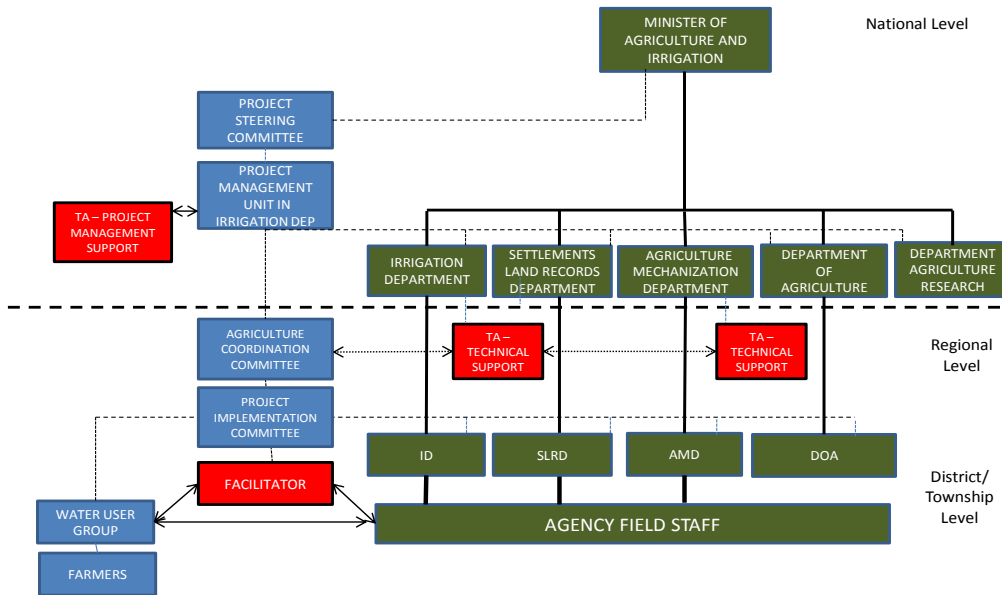 MINISTER OF
AGRICULTURE AND
IRRIGATION
National Level
PROJECT
STEERING
COMMITTEE
PROJECT
MANAGEMENT
UNIT IN
IRRIGATION DEP
TA – PROJECT
MANAGEMENT
SUPPORT
IRRIGATION
DEPARTMENT
SETTLEMENTS
LAND RECORDS
DEPARTMENT
AGRICULTURE
MECHANIZATION
DEPARTMENT
DEPARTMENT
OF
AGRICULTURE
DEPARTMENT
AGRICULTURE
RESEARCH
AGRICULTURE
COORDINATION
COMMITTEE
TA –
TECHNICAL
SUPPORT
TA –
TECHNICAL
SUPPORT
Regional
Level
PROJECT
IMPLEMENTATION
COMMITTEE
ID
SLRD
AMD
DOA
FACILITATOR
District/
Township
Level
WATER USER
GROUP
AGENCY FIELD STAFF
FARMERS